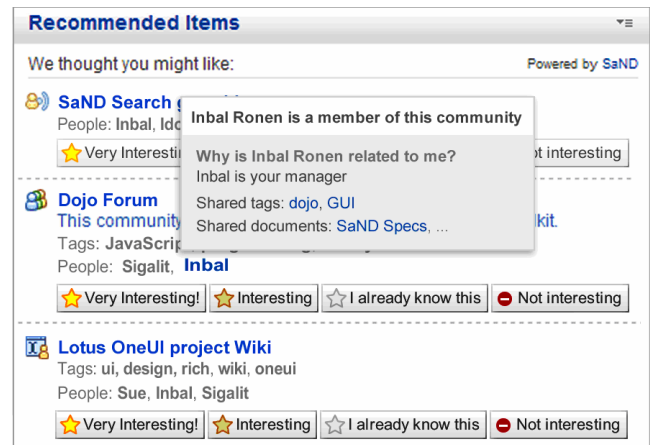 Recommended Items
We thought you might like:
Powered by SaND
SaND Search
People: Inbal,
Very
not interesting
Inbal Ronen is a member of this community
Why is Inbal Ronen related to me?
Inbal is your manager
Shared tags: dojo, GUI
Shared documents: SaND Specs, ...
Dojo Forum
This community
Tags:
People: Sigalit, Inbal
Very Interesting!
Interesting
I already know this
Not interesting
Lotus OneUI project Wiki
Tags: ui, design, rich, wiki, oneui
People: Sue, Inbal, Sigalit
Very Interesting!
Interesting
I already know this
Not interesting